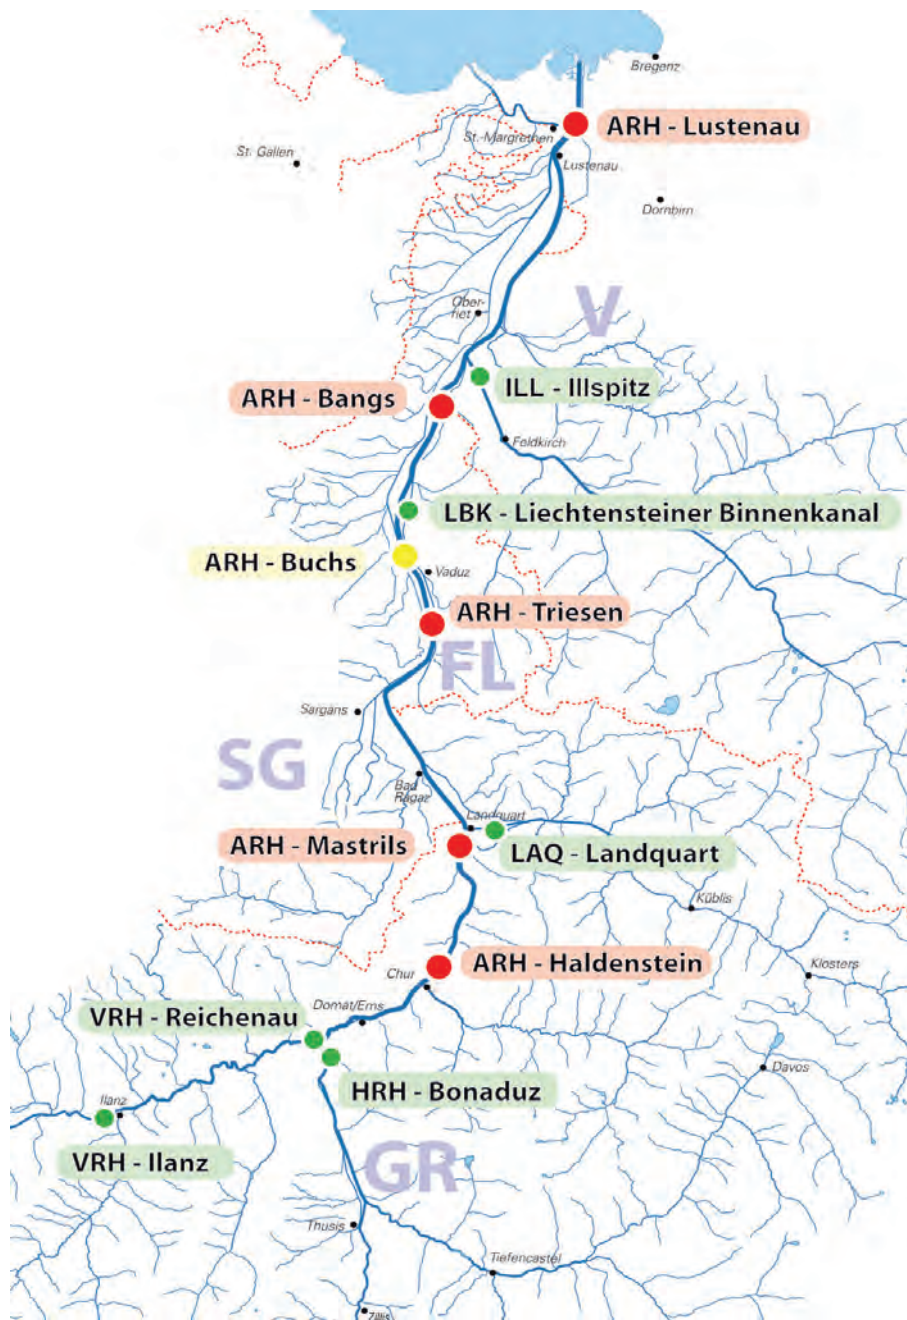 Bregenz
ARH - Lustenau
St.-Margrethen
St. Gallen
Lustenau
Dornbirn
V
Ober-
riet
ILL - Illspitz
ARH - Bangs
Feldkirch
LBK - Liechtensteiner Binnenkanal
ARH - Buchs
Vaduz
ARH - Triesen
FL
Sargans
SG
Bad
Ragaz
Landquart
ARH - Mastrils
LAQ - Landquart
Küblis
ARH - Haldenstein
Klosters
Chur
Domat/Ems
VRH - Reichenau
Davos
HRH - Bonaduz
Ilanz
VRH - Ilanz
GR
Thusis
Tiefencastel
Zillis